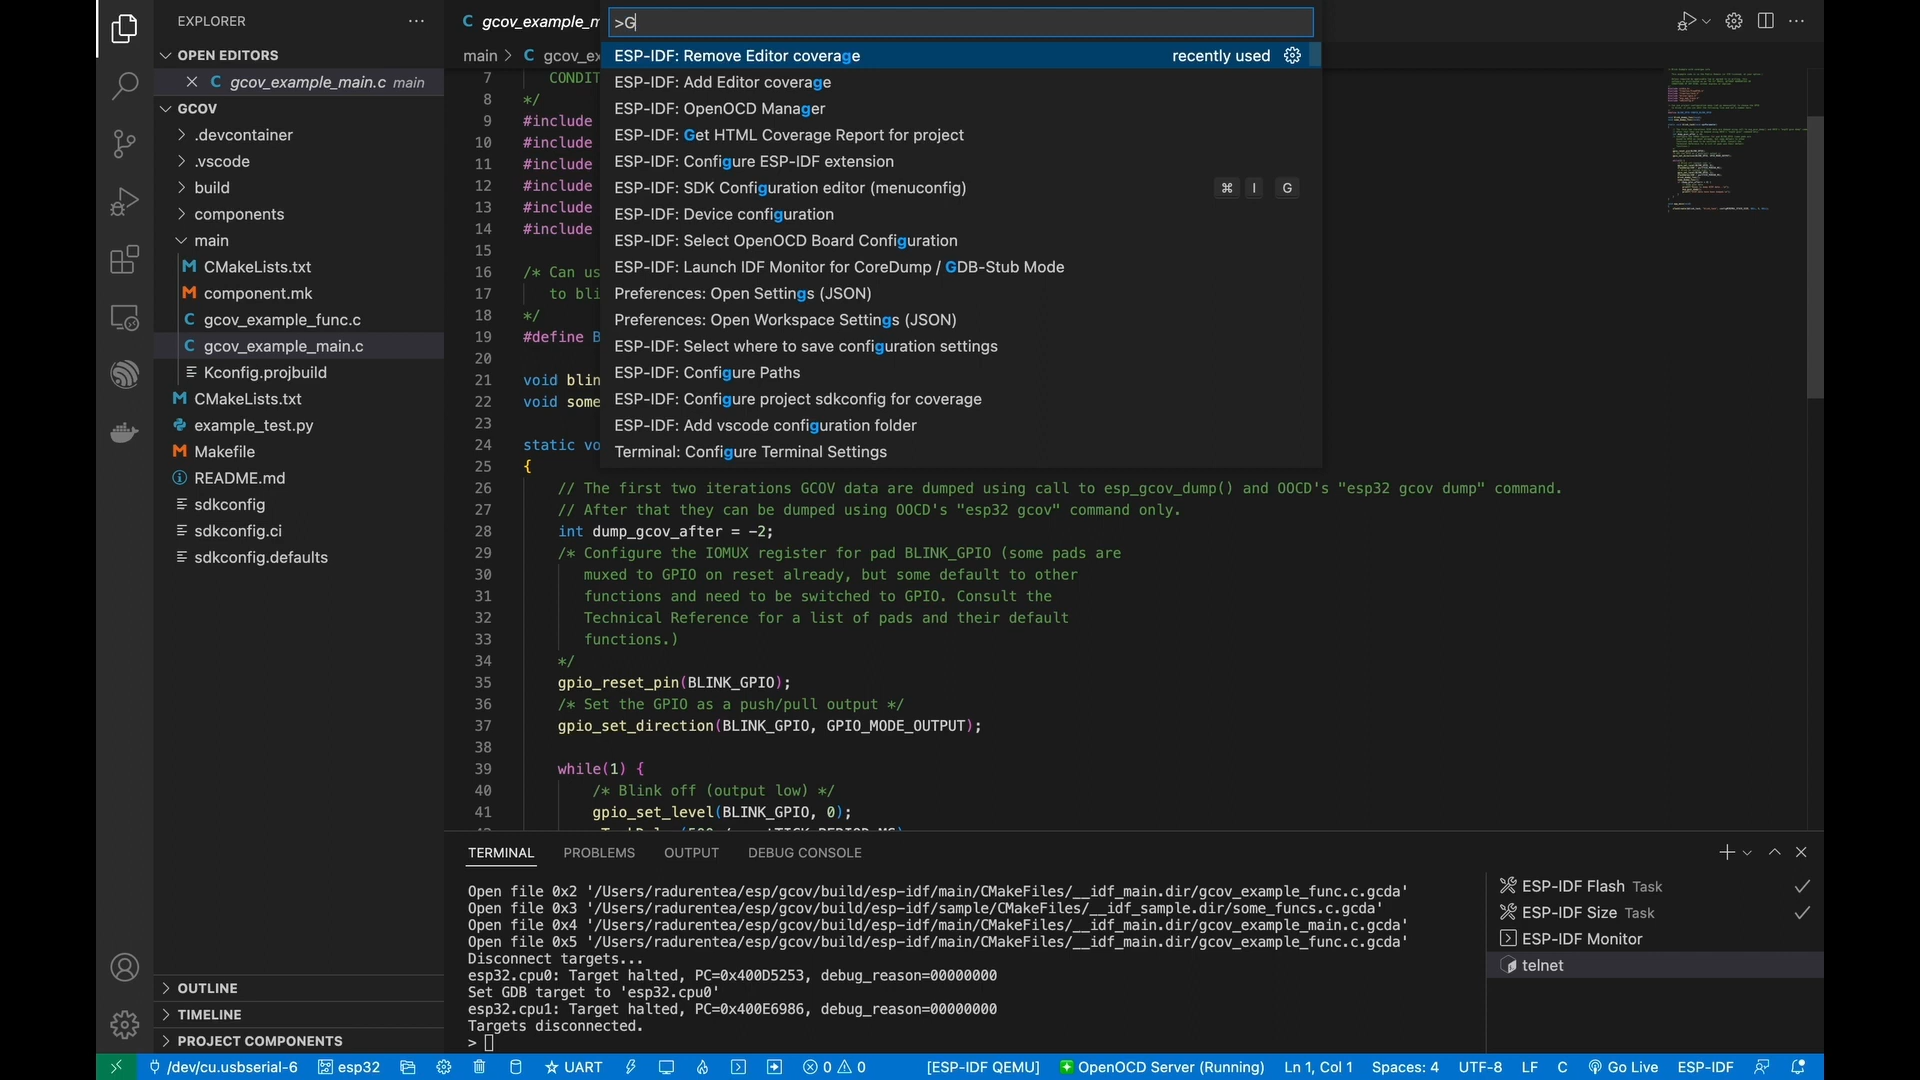 EXPLORER
OPEN EDITORS
gcov_example_main.c main
GCOV
.devcontainer
.vscode
build
components
main
CMakeLists.txt
component.mk
gcov_example_func.c
gcov_example_main.c
Kconfig.projbuild
CMakeLists.txt
example_test.py
Makefile
README.md
sdkconfig
sdkconfig.ci
sdkconfig.defaults
OUTLINE
TIMELINE
PROJECT COMPONENTS
C gcov_example_m
main > C gcov_ex
>G
ESP-IDF: Remove Editor coverage recently used
ESP-IDF: Add Editor coverage
ESP-IDF: OpenOCD Manager
ESP-IDF: Get HTML Coverage Report for project
ESP-IDF: Configure ESP-IDF extension
ESP-IDF: SDK Configuration editor (menuconfig) ⌘ I G
ESP-IDF: Device configuration
ESP-IDF: Select OpenOCD Board Configuration
ESP-IDF: Launch IDF Monitor for CoreDump / GDB-Stub Mode
Preferences: Open Settings (JSON)
Preferences: Open Workspace Settings (JSON)
ESP-IDF: Select where to save configuration settings
ESP-IDF: Configure Paths
ESP-IDF: Configure project sdkconfig for coverage
ESP-IDF: Add vscode configuration folder
Terminal: Configure Terminal Settings
7 CONDIT
8 */
9 #include
10 #include
11 #include
12 #include
13 #include
14 #include
15
16 /* Can us
17 to bli
18 */
19 #define B
20
21 void blin
22 void some
23
24 static vo
25 {
26 // The first two iterations GCOV data are dumped using call to esp_gcov_dump() and OOCD's "esp32 gcov dump" command.
27 // After that they can be dumped using OOCD's "esp32 gcov" command only.
28 int dump_gcov_after = -2;
29 /* Configure the IOMUX register for pad BLINK_GPIO (some pads are
30 muxed to GPIO on reset already, but some default to other
31 functions and need to be switched to GPIO. Consult the
32 Technical Reference for a list of pads and their default
33 functions.)
34 */
35 gpio_reset_pin(BLINK_GPIO);
36 /* Set the GPIO as a push/pull output */
37 gpio_set_direction(BLINK_GPIO, GPIO_MODE_OUTPUT);
38
39 while(1) {
40 /* Blink off (output low) */
41 gpio_set_level(BLINK_GPIO, 0);
TERMINAL PROBLEMS OUTPUT DEBUG CONSOLE
Open file 0x2 '/Users/radurentea/esp/gcov/build/esp-idf/main/CMakeFiles/__idf_main.dir/gcov_example_func.c.gcda'
Open file 0x3 '/Users/radurentea/esp/gcov/build/esp-idf/sample/CMakeFiles/__idf_sample.dir/some_funcs.c.gcda'
Open file 0x4 '/Users/radurentea/esp/gcov/build/esp-idf/main/CMakeFiles/__idf_main.dir/gcov_example_main.c.gcda'
Open file 0x5 '/Users/radurentea/esp/gcov/build/esp-idf/main/CMakeFiles/__idf_main.dir/gcov_example_func.c.gcda'
Disconnect targets...
esp32.cpu0: Target halted, PC=0x400D5253, debug_reason=00000000
Set GDB target to 'esp32.cpu0'
esp32.cpu1: Target halted, PC=0x400E6986, debug_reason=00000000
Targets disconnected.
>
ESP-IDF Flash Task
ESP-IDF Size Task
ESP-IDF Monitor
telnet
/dev/cu.usbserial-6 esp32 UART 0 0 [ESP-IDF QEMU] OpenOCD Server (Running) Ln 1, Col 1 Spaces: 4 UTF-8 LF C Go Live ESP-IDF